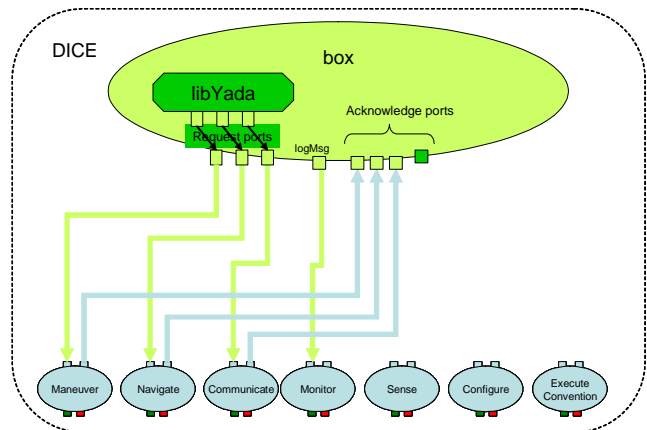 DICE
box
libYada
Acknowledge ports
Request ports
logMsg
Maneuver
Navigate
Communicate
Monitor
Sense
Configure
Execute
Convention